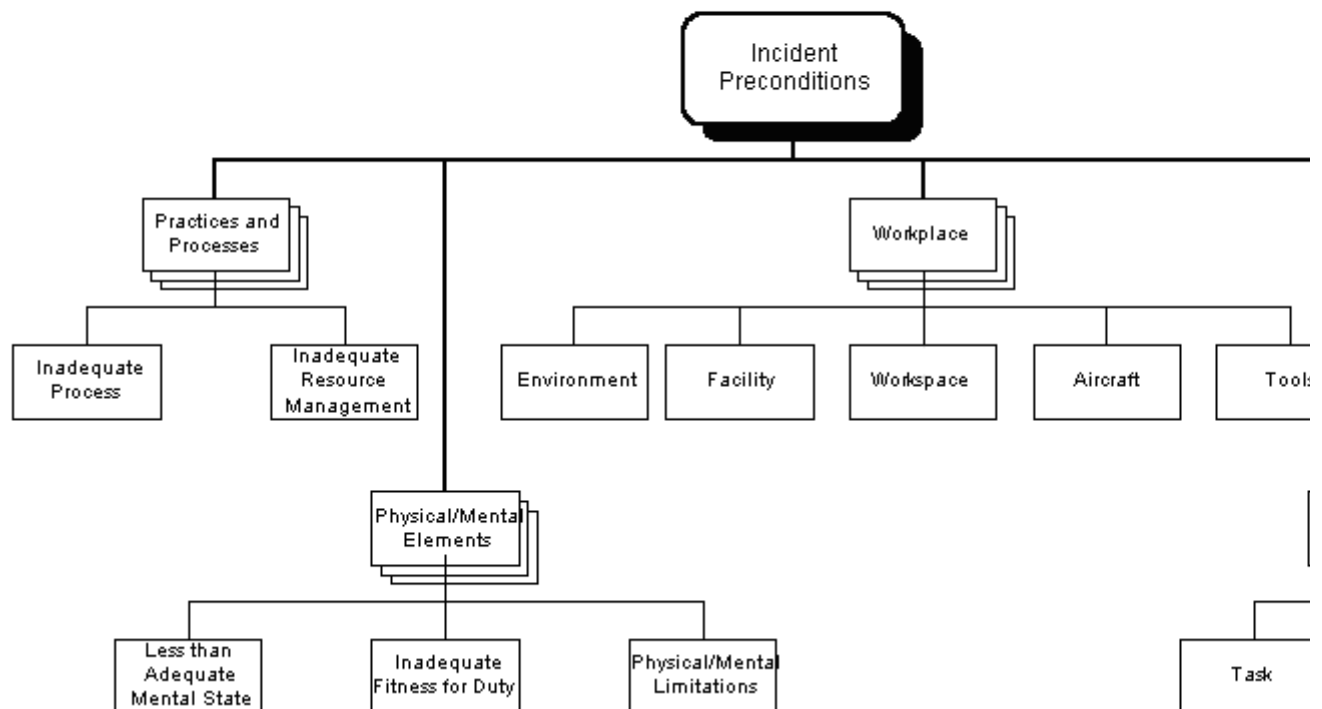 Incident
Preconditions
Practices and
Processes
Workplace
Inadequate
Process
Inadequate
Resource
Management
Environment
Facility
Workspace
Aircraft
Tools
Physical/Mental
Elements
Less than
Adequate
Mental State
Inadequate
Fitness for Duty
Physical/Mental
Limitations
Task